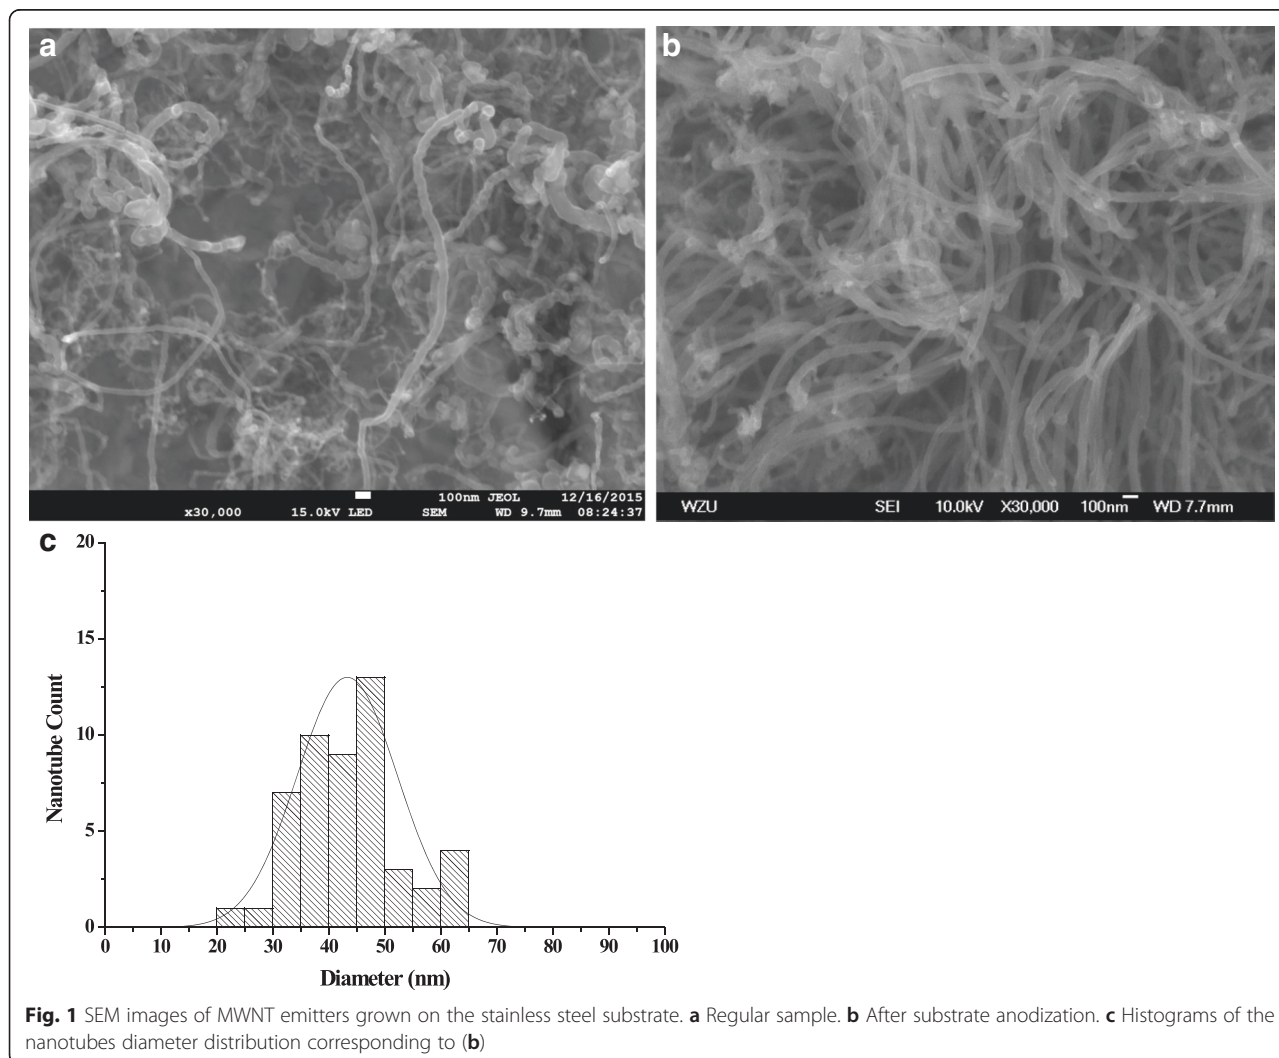 a
b
100nm JEOL 12/16/2015
x30,000 15.0kV LED SEM WD 9.7mm 08:24:37
WZU SEI 10.0kV X30,000 100nm WD 7.7mm
c
20
15
10
5
0
Nanotube Count
0 10 20 30 40 50 60 70 80 90 100
Diameter (nm)
Fig. 1 SEM images of MWNT emitters grown on the stainless steel substrate. a Regular sample. b After substrate anodization. c Histograms of the
nanotubes diameter distribution corresponding to (b)